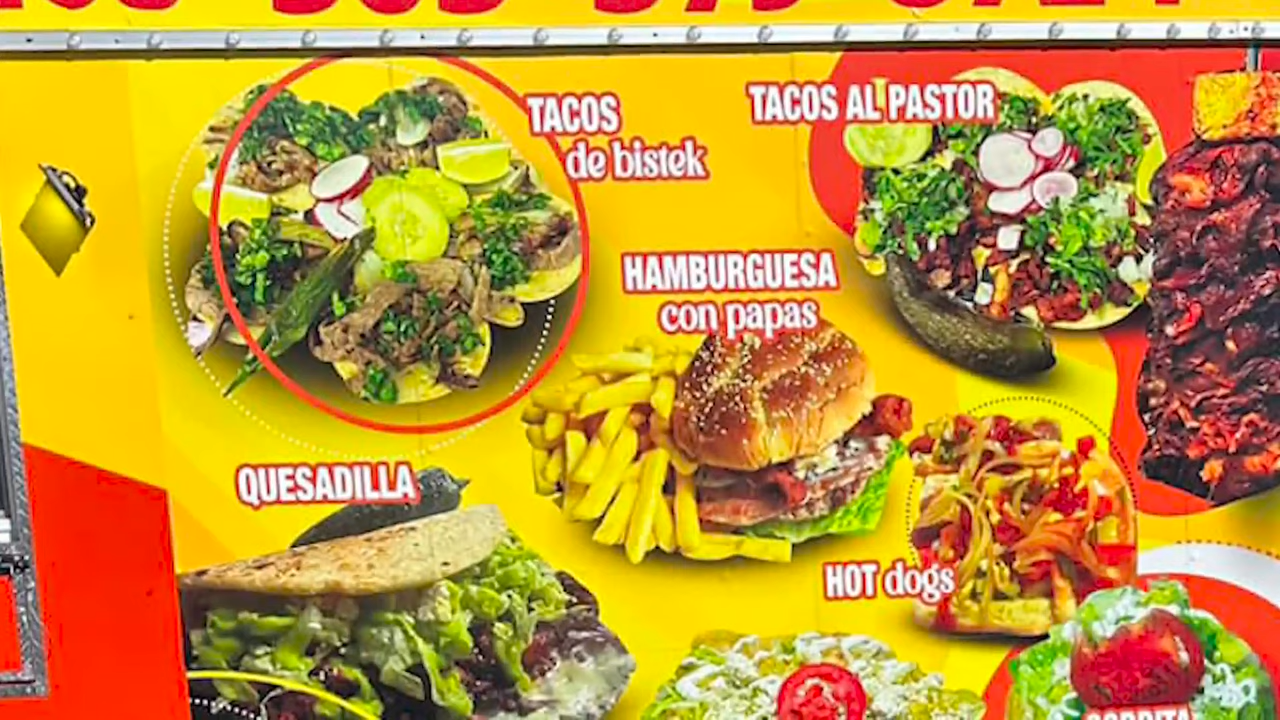 TACOS
de bistek
TACOS AL PASTOR
HAMBURGUESA
con papas
QUESADILLA
HOT dogs